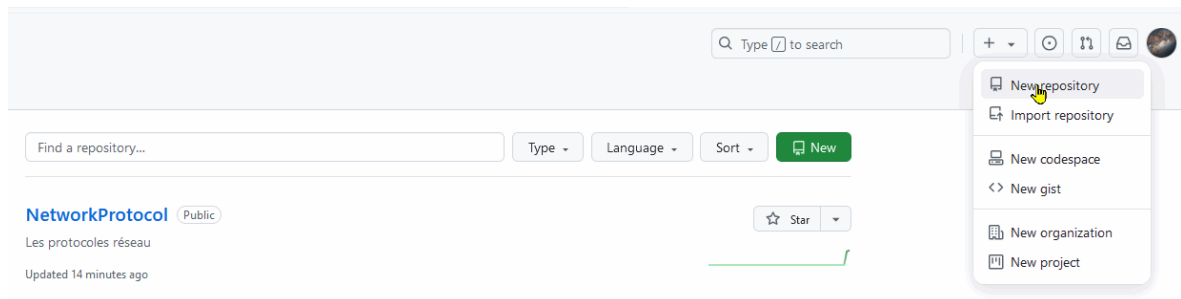 Type / to search
New repository
Import repository
New codespace
New gist
New organization
New project
Find a repository...
Type
Language
Sort
New
NetworkProtocol Public
Star
Les protocoles réseau
Updated 14 minutes ago